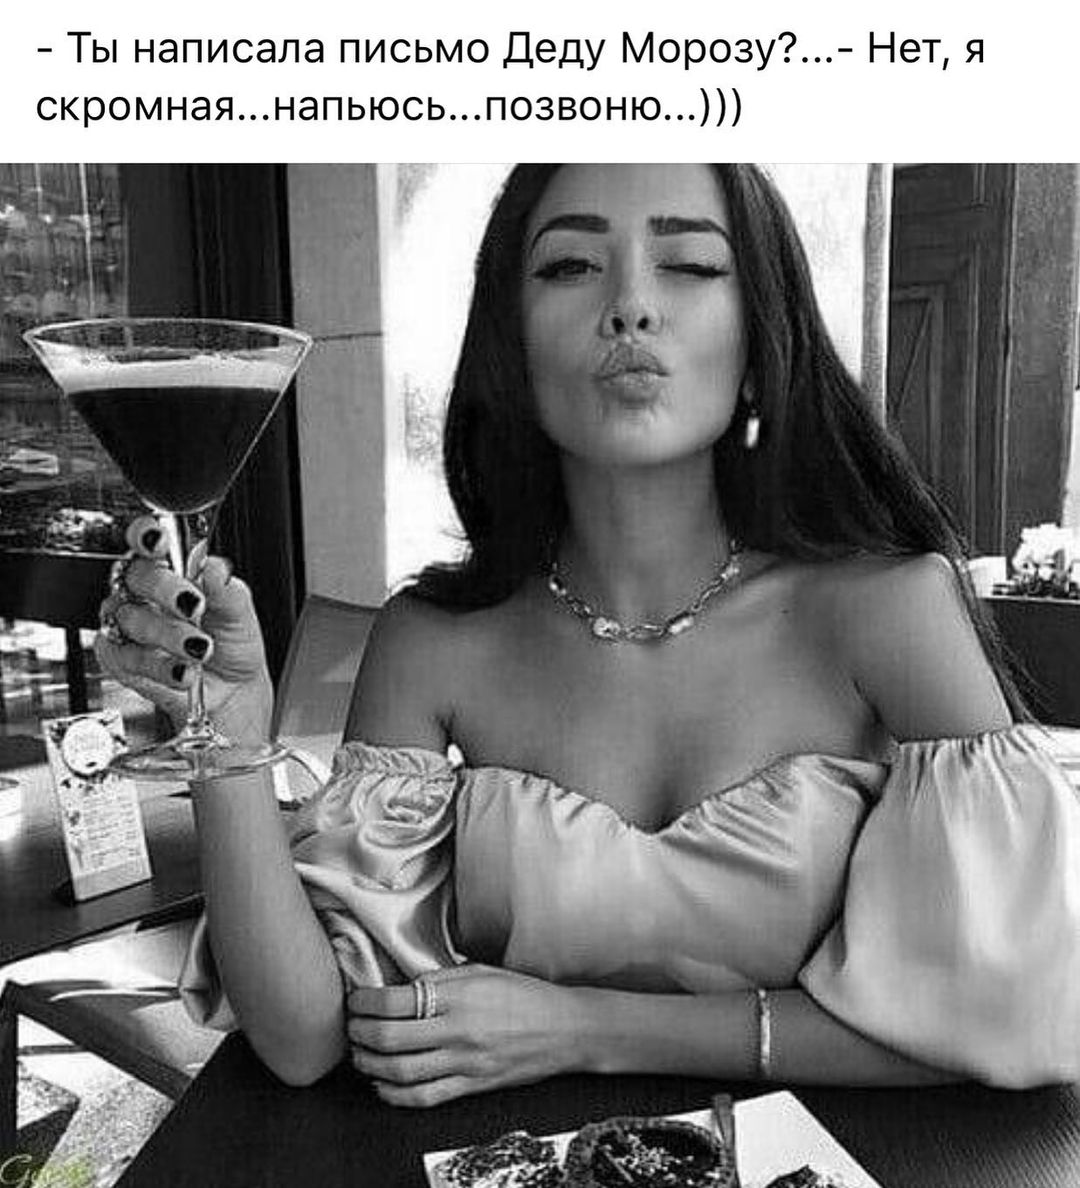 - Ты написала письмо Деду Морозу?...- Нет, я
скромная...напьюсь...позвоню...)))